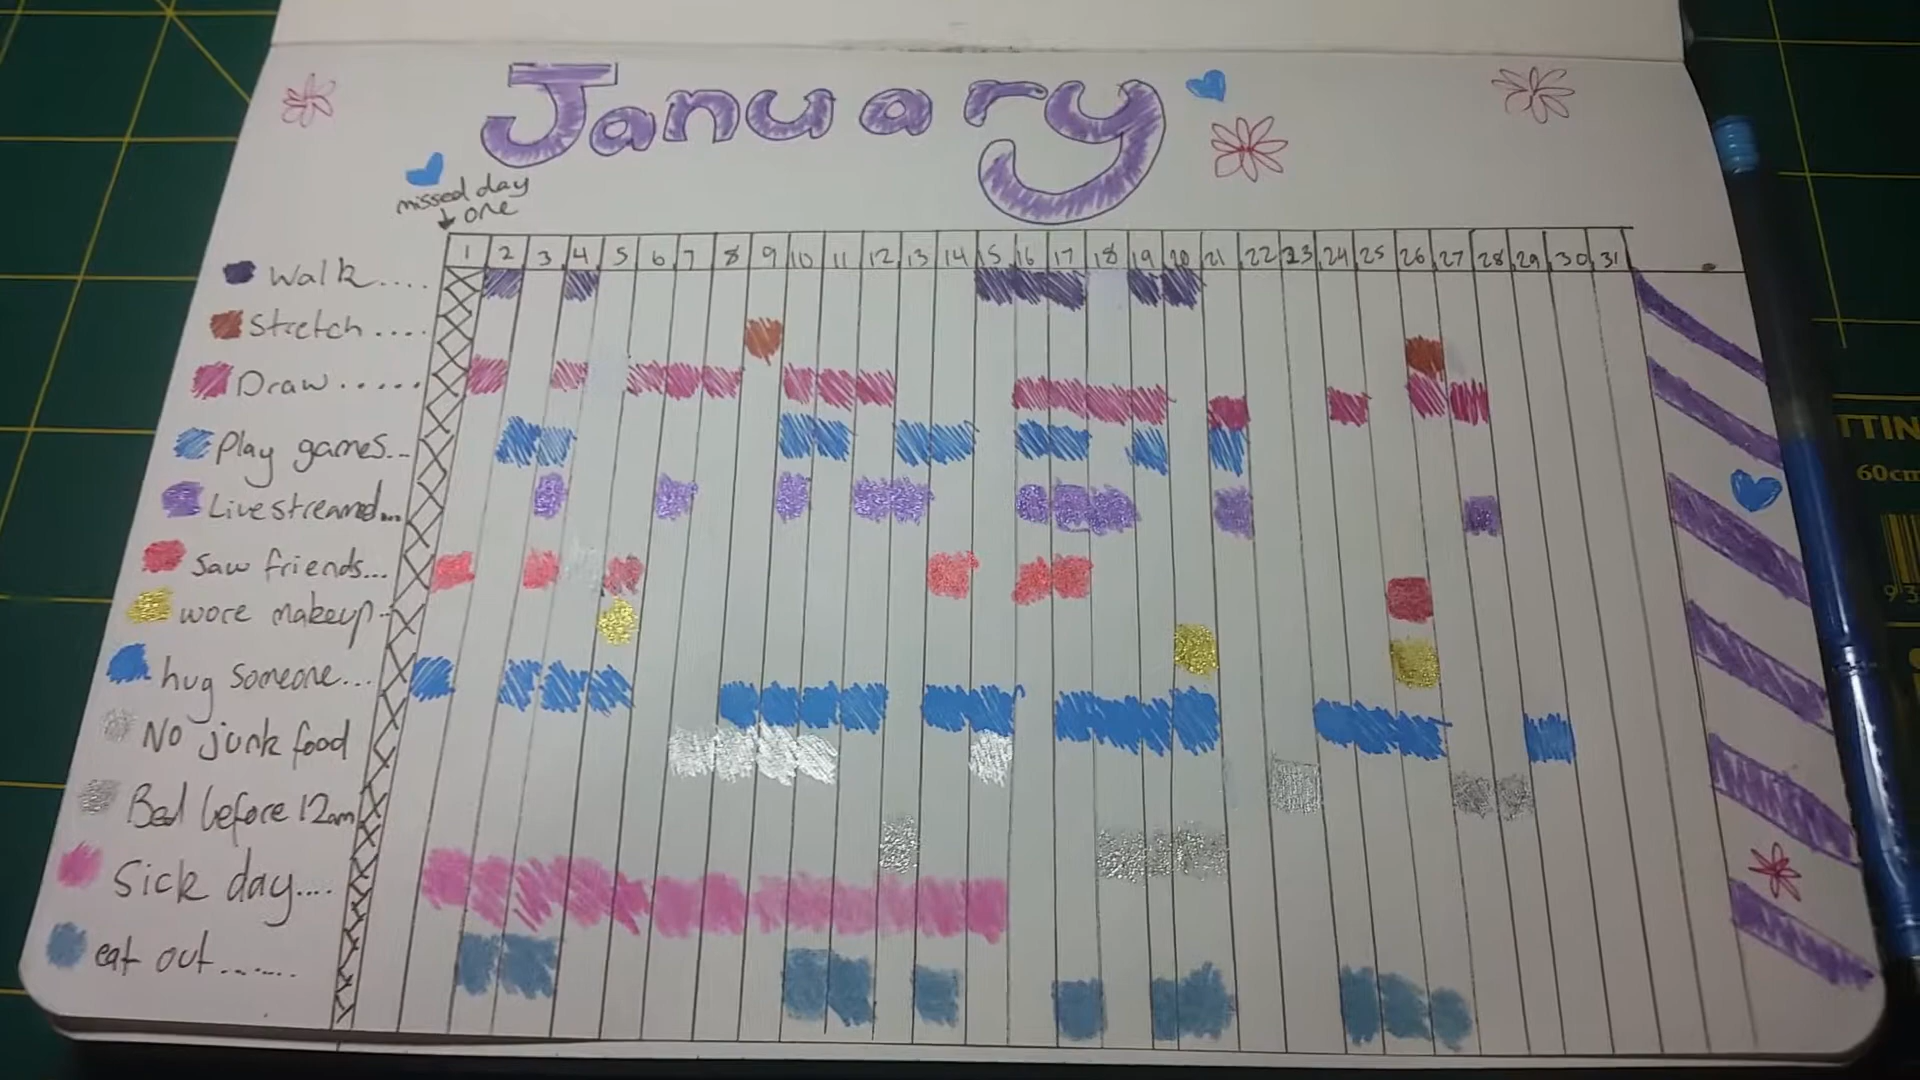 January
missed day
one
1 2 3 4 5 6 7 8 9 10 11 12 13 14 15 16 17 18 19 20 21 22 23 24 25 26 27 28 29 30 31
Walk....
Stretch....
Draw......
Play games...
Livestreamed...
Saw friends...
wore makeup..
hug someone...
No junk food
Bed before 12am
Sick day....
eat out.......
60cm